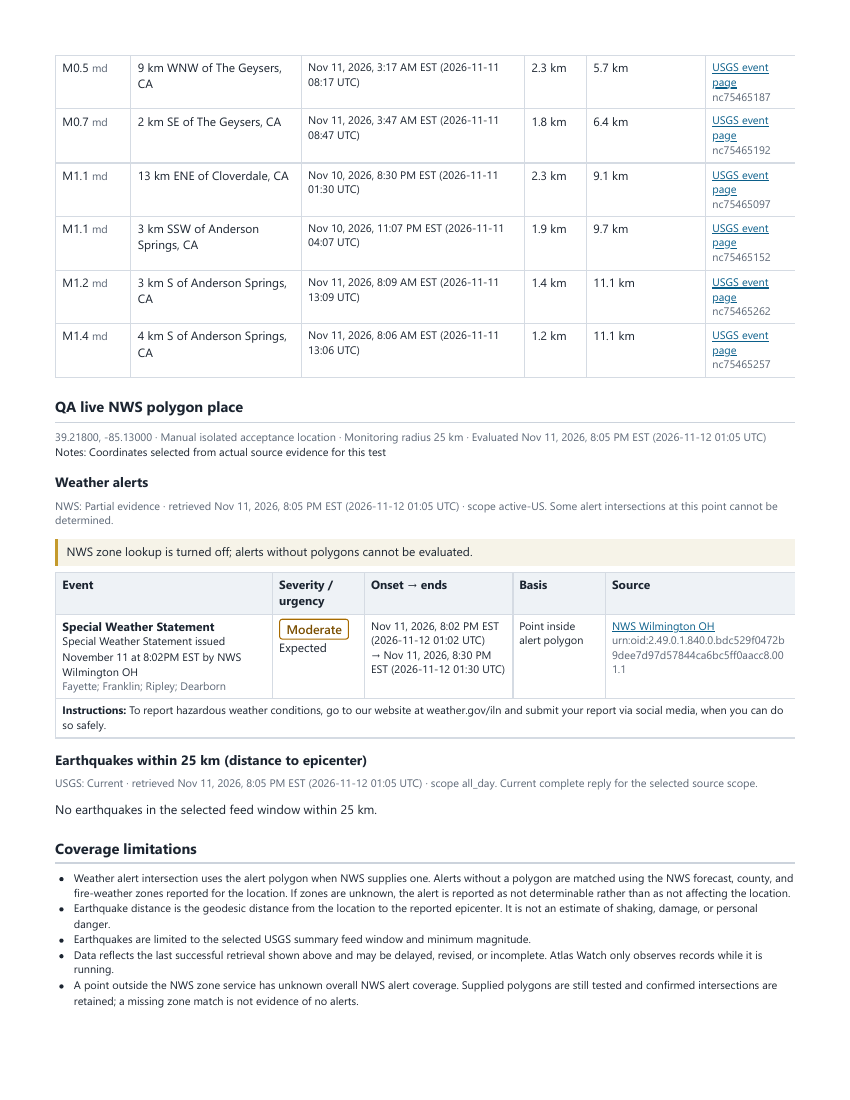 M0.5 md 9 km WNW of The Geysers, Nov 11, 2026, 3:17 AM EST (2026-11-11 2.3 km 5.7 km USGS event
CA 08:17 UTC) page
nc75465187
M0.7 md 2 km SE of The Geysers, CA Nov 11, 2026, 3:47 AM EST (2026-11-11 1.8 km 6.4 km USGS event
08:47 UTC) page
nc75465192
M1.1 md 13 km ENE of Cloverdale, CA Nov 10, 2026, 8:30 PM EST (2026-11-11 2.3 km 9.1 km USGS event
01:30 UTC) page
nc75465097
M1.1 md 3 km SSW of Anderson Nov 10, 2026, 11:07 PM EST (2026-11-11 1.9 km 9.7 km USGS event
Springs, CA 04:07 UTC) page
nc75465152
M1.2 md 3 km S of Anderson Springs, Nov 11, 2026, 8:09 AM EST (2026-11-11 1.4 km 11.1 km USGS event
CA 13:09 UTC) page
nc75465262
M1.4 md 4 km S of Anderson Springs, Nov 11, 2026, 8:06 AM EST (2026-11-11 1.2 km 11.1 km USGS event
CA 13:06 UTC) page
nc75465257
QA live NWS polygon place
39.21800, -85.13000 · Manual isolated acceptance location · Monitoring radius 25 km · Evaluated Nov 11, 2026, 8:05 PM EST (2026-11-12 01:05 UTC)
Notes: Coordinates selected from actual source evidence for this test
Weather alerts
NWS: Partial evidence · retrieved Nov 11, 2026, 8:05 PM EST (2026-11-12 01:05 UTC) · scope active-US. Some alert intersections at this point cannot be
determined.
NWS zone lookup is turned off; alerts without polygons cannot be evaluated.
Event Severity / Onset → ends Basis Source
urgency
Special Weather Statement Moderate Nov 11, 2026, 8:02 PM EST Point inside NWS Wilmington OH
Special Weather Statement issued Expected (2026-11-12 01:02 UTC) alert polygon urn:oid:2.49.0.1.840.0.bdc529f0472b
November 11 at 8:02PM EST by NWS → Nov 11, 2026, 8:30 PM 9dee7d97d57844ca6bc5ff0aacc8.00
Wilmington OH EST (2026-11-12 01:30 UTC) 1.1
Fayette; Franklin; Ripley; Dearborn
Instructions: To report hazardous weather conditions, go to our website at weather.gov/iln and submit your report via social media, when you can do
so safely.
Earthquakes within 25 km (distance to epicenter)
USGS: Current · retrieved Nov 11, 2026, 8:05 PM EST (2026-11-12 01:05 UTC) · scope all_day. Current complete reply for the selected source scope.
No earthquakes in the selected feed window within 25 km.
Coverage limitations
• Weather alert intersection uses the alert polygon when NWS supplies one. Alerts without a polygon are matched using the NWS forecast, county, and
fire-weather zones reported for the location. If zones are unknown, the alert is reported as not determinable rather than as not affecting the location.
• Earthquake distance is the geodesic distance from the location to the reported epicenter. It is not an estimate of shaking, damage, or personal
danger.
• Earthquakes are limited to the selected USGS summary feed window and minimum magnitude.
• Data reflects the last successful retrieval shown above and may be delayed, revised, or incomplete. Atlas Watch only observes records while it is
running.
• A point outside the NWS zone service has unknown overall NWS alert coverage. Supplied polygons are still tested and confirmed intersections are
retained; a missing zone match is not evidence of no alerts.